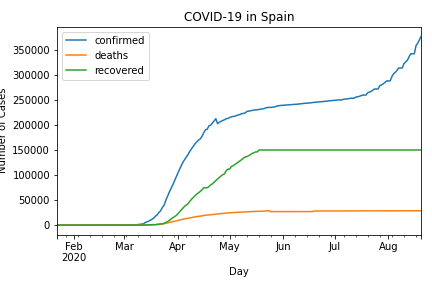 COVID-19 in Spain
confirmed
deaths
recovered
350000
300000
250000
200000
150000
100000
50000
0
Number of Cases
Feb
2020
Mar
Apr
May
Jun
Jul
Aug
Day